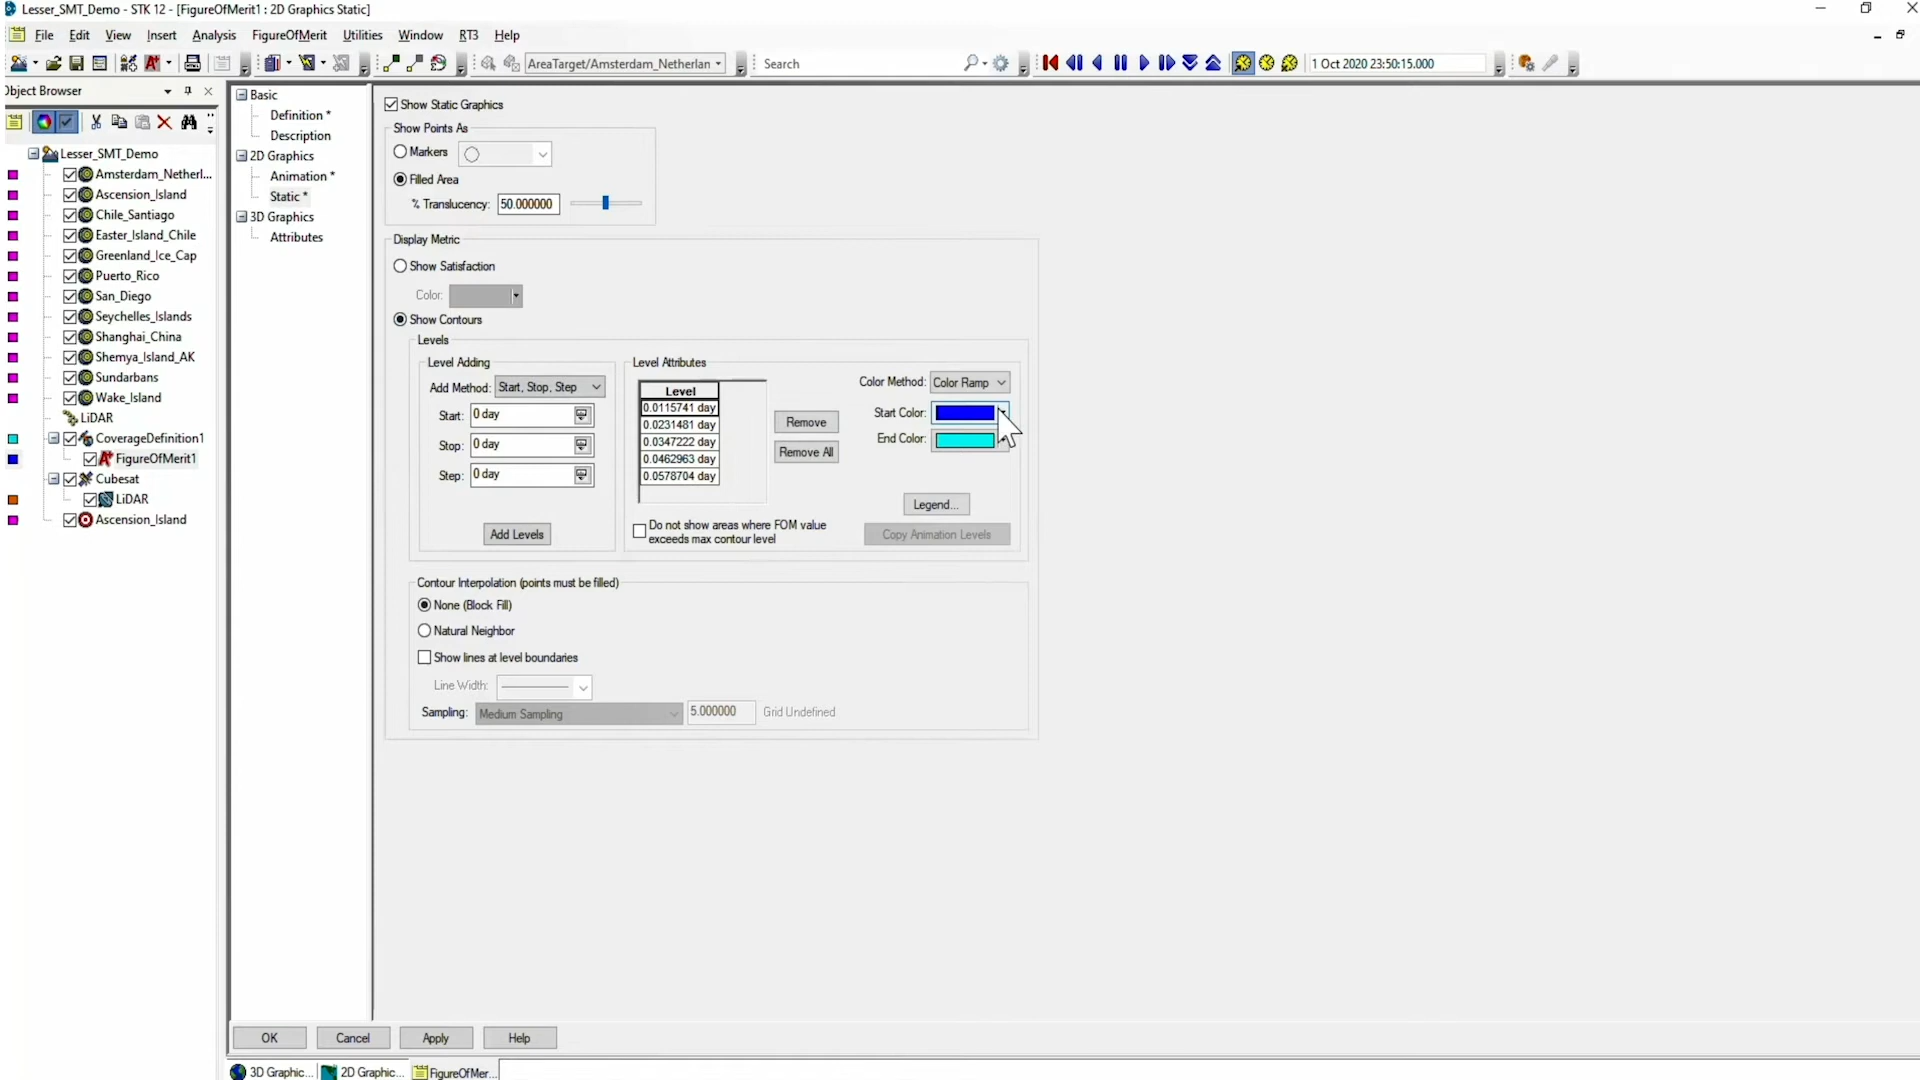 Lesser_SMT_Demo - STK 12 - [FigureOfMerit1 : 2D Graphics Static]
File Edit View Insert Analysis FigureOfMerit Utilities Window RT3 Help
AreaTarget/Amsterdam_Netherlan Search 1 Oct 2020 23:50:15.000
Object Browser
Lesser_SMT_Demo
Amsterdam_Netherl...
Ascension_Island
Chile_Santiago
Easter_Island_Chile
Greenland_Ice_Cap
Puerto_Rico
San_Diego
Seychelles_Islands
Shanghai_China
Shemya_Island_AK
Sundarbans
Wake_Island
LiDAR
CoverageDefinition1
FigureOfMerit1
Cubesat
LiDAR
Ascension_Island
Basic
Definition *
Description
2D Graphics
Animation *
Static *
3D Graphics
Attributes
Show Static Graphics
Show Points As
Markers
Filled Area
% Translucency: 50.000000
Display Metric
Show Satisfaction
Color:
Show Contours
Levels
Level Adding
Add Method: Start, Stop, Step
Start: 0 day
Stop: 0 day
Step: 0 day
Add Levels
Level Attributes
Level
0.0115741 day
0.0231481 day
0.0347222 day
0.0462963 day
0.0578704 day
Remove
Remove All
Do not show areas where FOM value
exceeds max contour level
Color Method: Color Ramp
Start Color:
End Color:
Legend...
Copy Animation Levels
Contour Interpolation (points must be filled)
None (Block Fill)
Natural Neighbor
Show lines at level boundaries
Line Width:
Sampling: Medium Sampling 5.000000 Grid Undefined
OK Cancel Apply Help
3D Graphic... 2D Graphic... FigureOfMer...